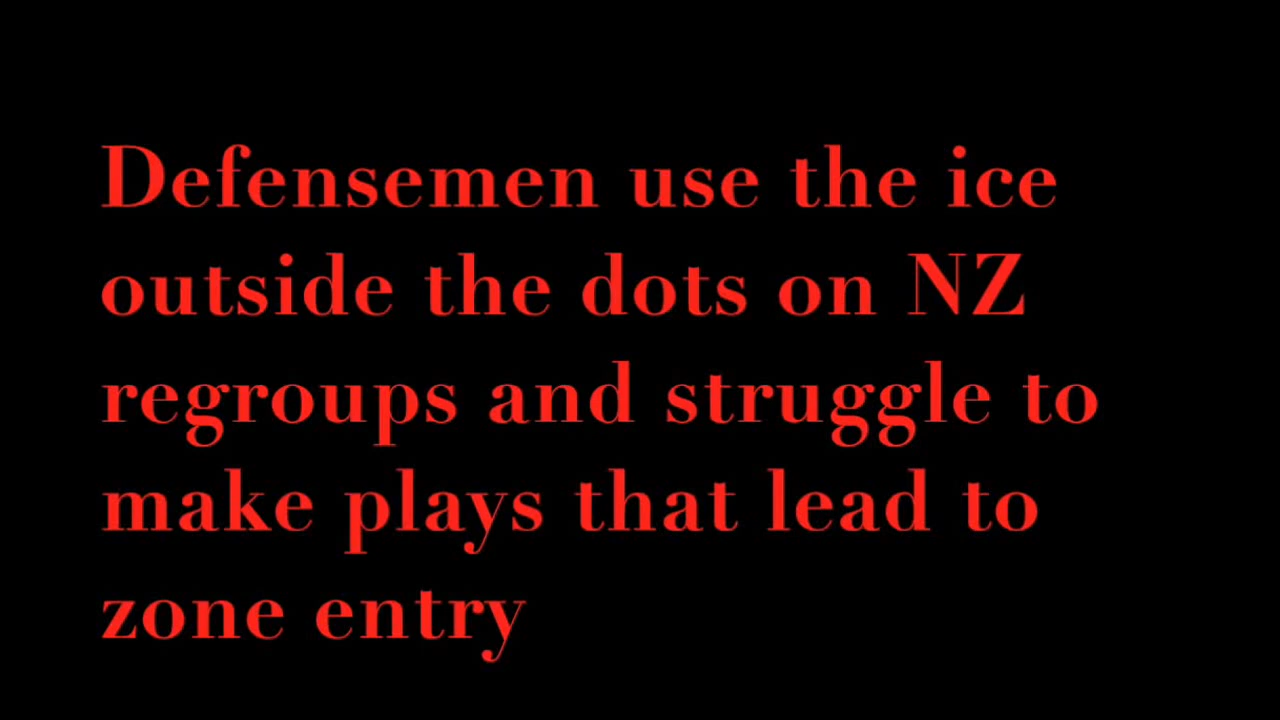 Defensemen use the ice
outside the dots on NZ
regroups and struggle to
make plays that lead to
zone entry